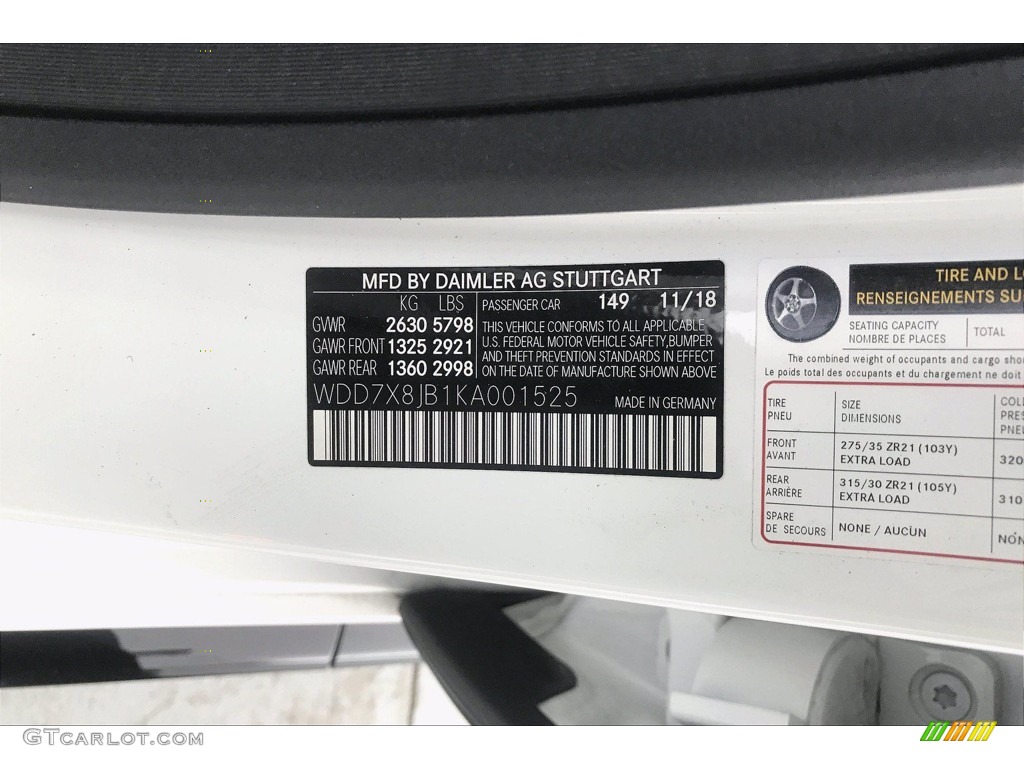 MFD BY DAIMLER AG STUTTGART
KG LBS PASSENGER CAR 149 11/18
GVWR 2630 5798
GAWR FRONT 1325 2921
GAWR REAR 1360 2998
THIS VEHICLE CONFORMS TO ALL APPLICABLE
U.S. FEDERAL MOTOR VEHICLE SAFETY,BUMPER
AND THEFT PREVENTION STANDARDS IN EFFECT
ON THE DATE OF MANUFACTURE SHOWN ABOVE
WDD7X8JB1KA001525 MADE IN GERMANY
TIRE AND
RENSEIGNEMENTS
SEATING CAPACITY
NOMBRE DE PLACES
TOTAL
The combined weight of occupants and cargo
Le poids total des occupants et du chargement ne doit
TIRE
PNEU
SIZE
DIMENSIONS
FRONT
AVANT
275/35 ZR21 (103Y)
EXTRA LOAD
320
REAR
ARRIÈRE
315/30 ZR21 (105Y)
EXTRA LOAD
310
SPARE
DE SECOURS
NONE / AUCUN
GTCARLOT.COM